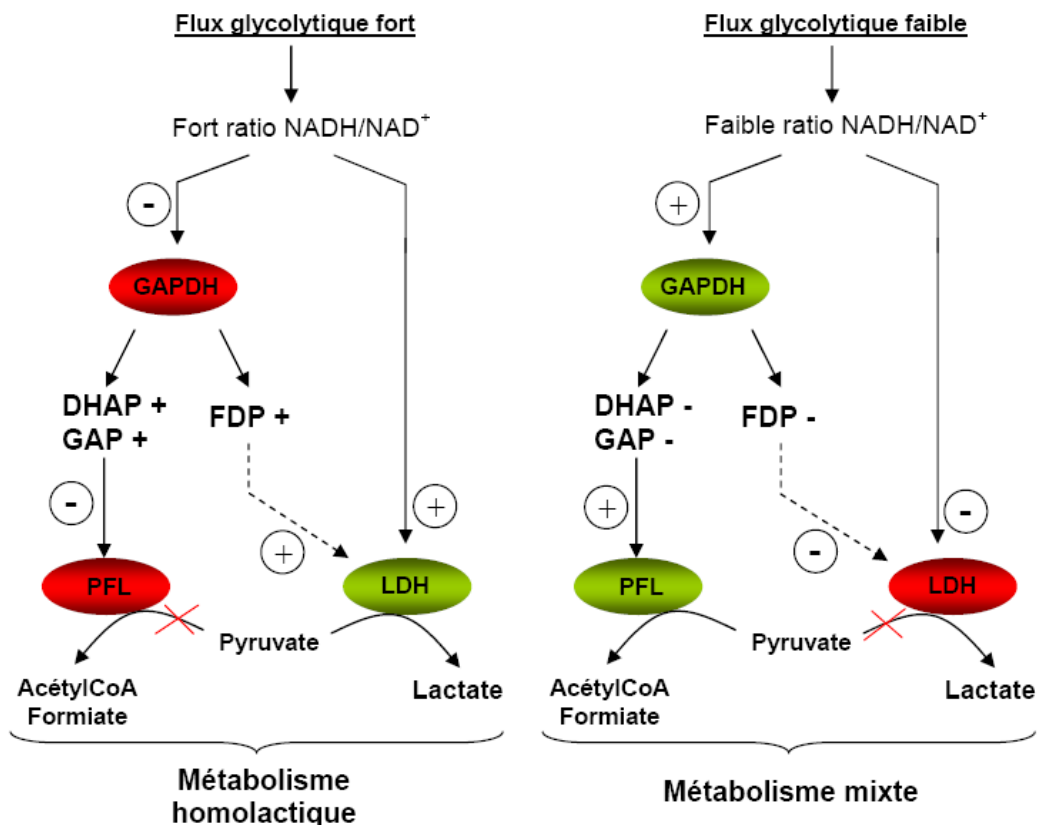 Flux glycolytique fort
Fort ratio NADH/NAD⁺
-
GAPDH
DHAP +
GAP +
FDP +
-
+
+
PFL
LDH
Pyruvate
AcétylCoA
Formiate
Lactate
Métabolisme
homolactique
Flux glycolytique faible
Faible ratio NADH/NAD⁺
+
GAPDH
DHAP -
GAP -
FDP -
+
-
-
PFL
LDH
Pyruvate
AcétylCoA
Formiate
Lactate
Métabolisme mixte